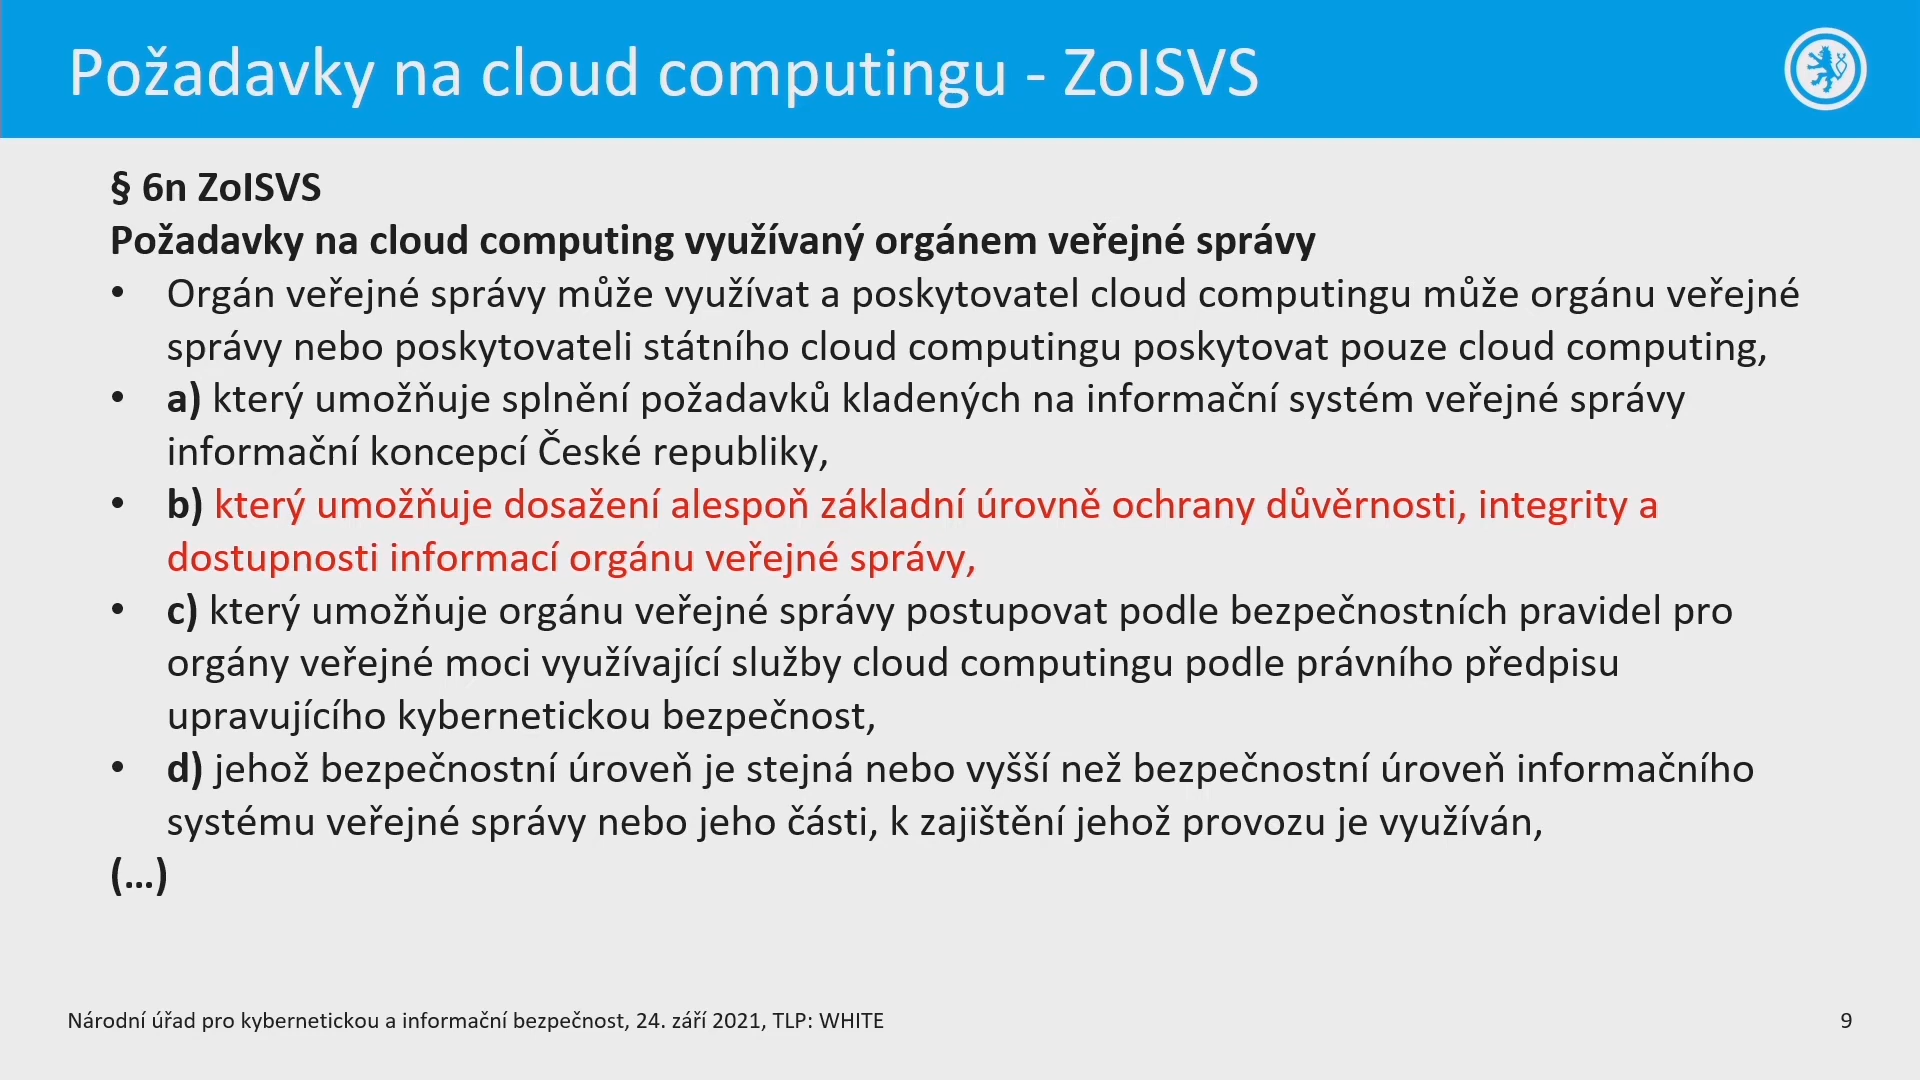 Požadavky na cloud computingu - ZoISVS
§ 6n ZoISVS
Požadavky na cloud computing využívaný orgánem veřejné správy
• Orgán veřejné správy může využívat a poskytovatel cloud computingu může orgánu veřejné
správy nebo poskytovateli státního cloud computingu poskytovat pouze cloud computing,
• a) který umožňuje splnění požadavků kladených na informační systém veřejné správy
informační koncepcí České republiky,
• b) který umožňuje dosažení alespoň základní úrovně ochrany důvěrnosti, integrity a
dostupnosti informací orgánu veřejné správy,
• c) který umožňuje orgánu veřejné správy postupovat podle bezpečnostních pravidel pro
orgány veřejné moci využívající služby cloud computingu podle právního předpisu
upravujícího kybernetickou bezpečnost,
• d) jehož bezpečnostní úroveň je stejná nebo vyšší než bezpečnostní úroveň informačního
systému veřejné správy nebo jeho části, k zajištění jehož provozu je využíván,
(…)
Národní úřad pro kybernetickou a informační bezpečnost, 24. září 2021, TLP: WHITE
9